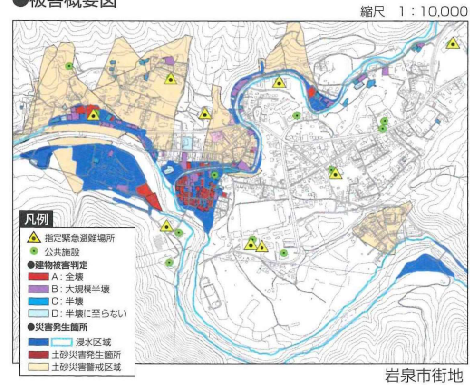 ●被害概要図
縮尺 1:10,000
凡例
指定緊急避難場所
公共施設
●建物被害判定
A:全壊
B:大規模半壊
C:半壊
D:半壊に至らない
●災害発生箇所
浸水区域
土砂災害発生箇所
土砂災害警戒区域
岩泉市街地